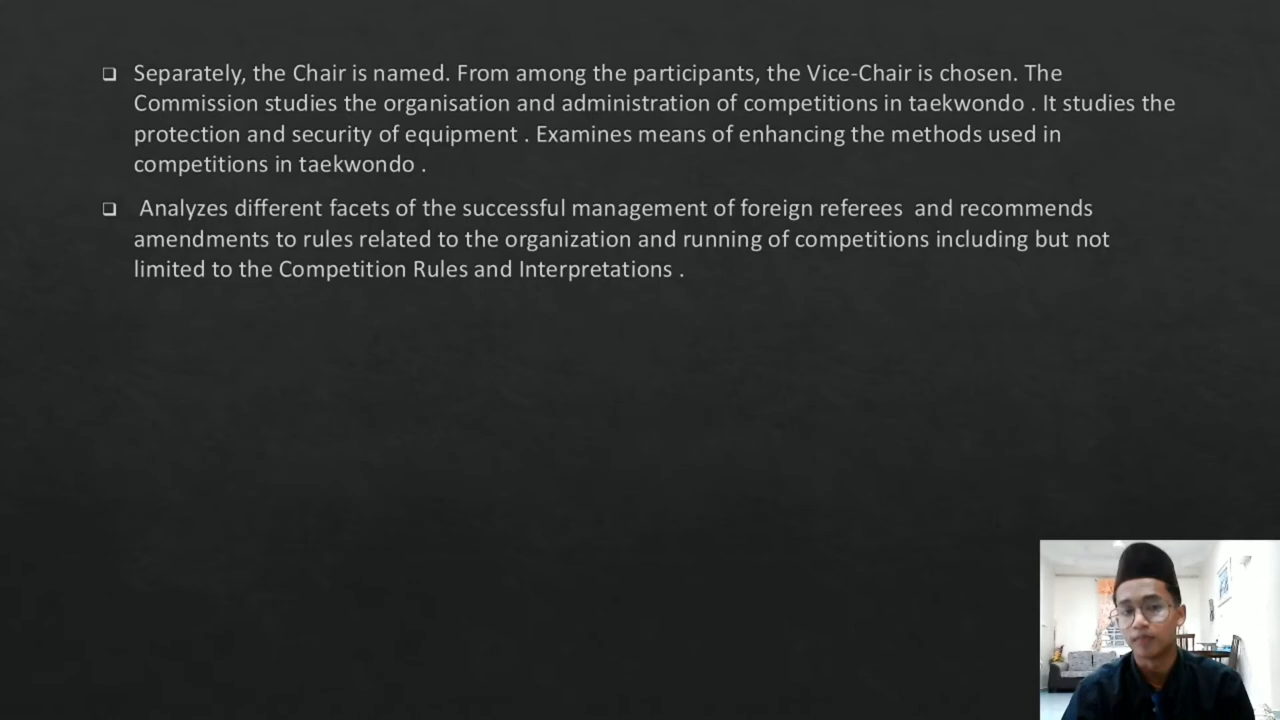 Separately, the Chair is named. From among the participants, the Vice-Chair is chosen. The
Commission studies the organisation and administration of competitions in taekwondo . It studies the
protection and security of equipment . Examines means of enhancing the methods used in
competitions in taekwondo .
Analyzes different facets of the successful management of foreign referees  and recommends
amendments to rules related to the organization and running of competitions including but not
limited to the Competition Rules and Interpretations .